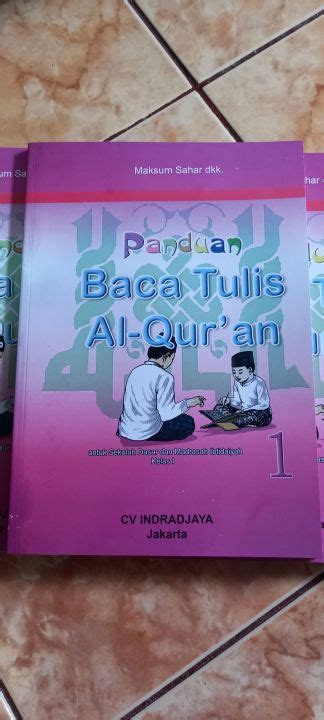 Maksum Sahar dkk.
Panduan
Baca Tulis
Al-Qur'an
untuk Sekolah Dasar dan Madrasah Ibtidaiyah
Kelas I
1
CV INDRADJAYA
Jakarta